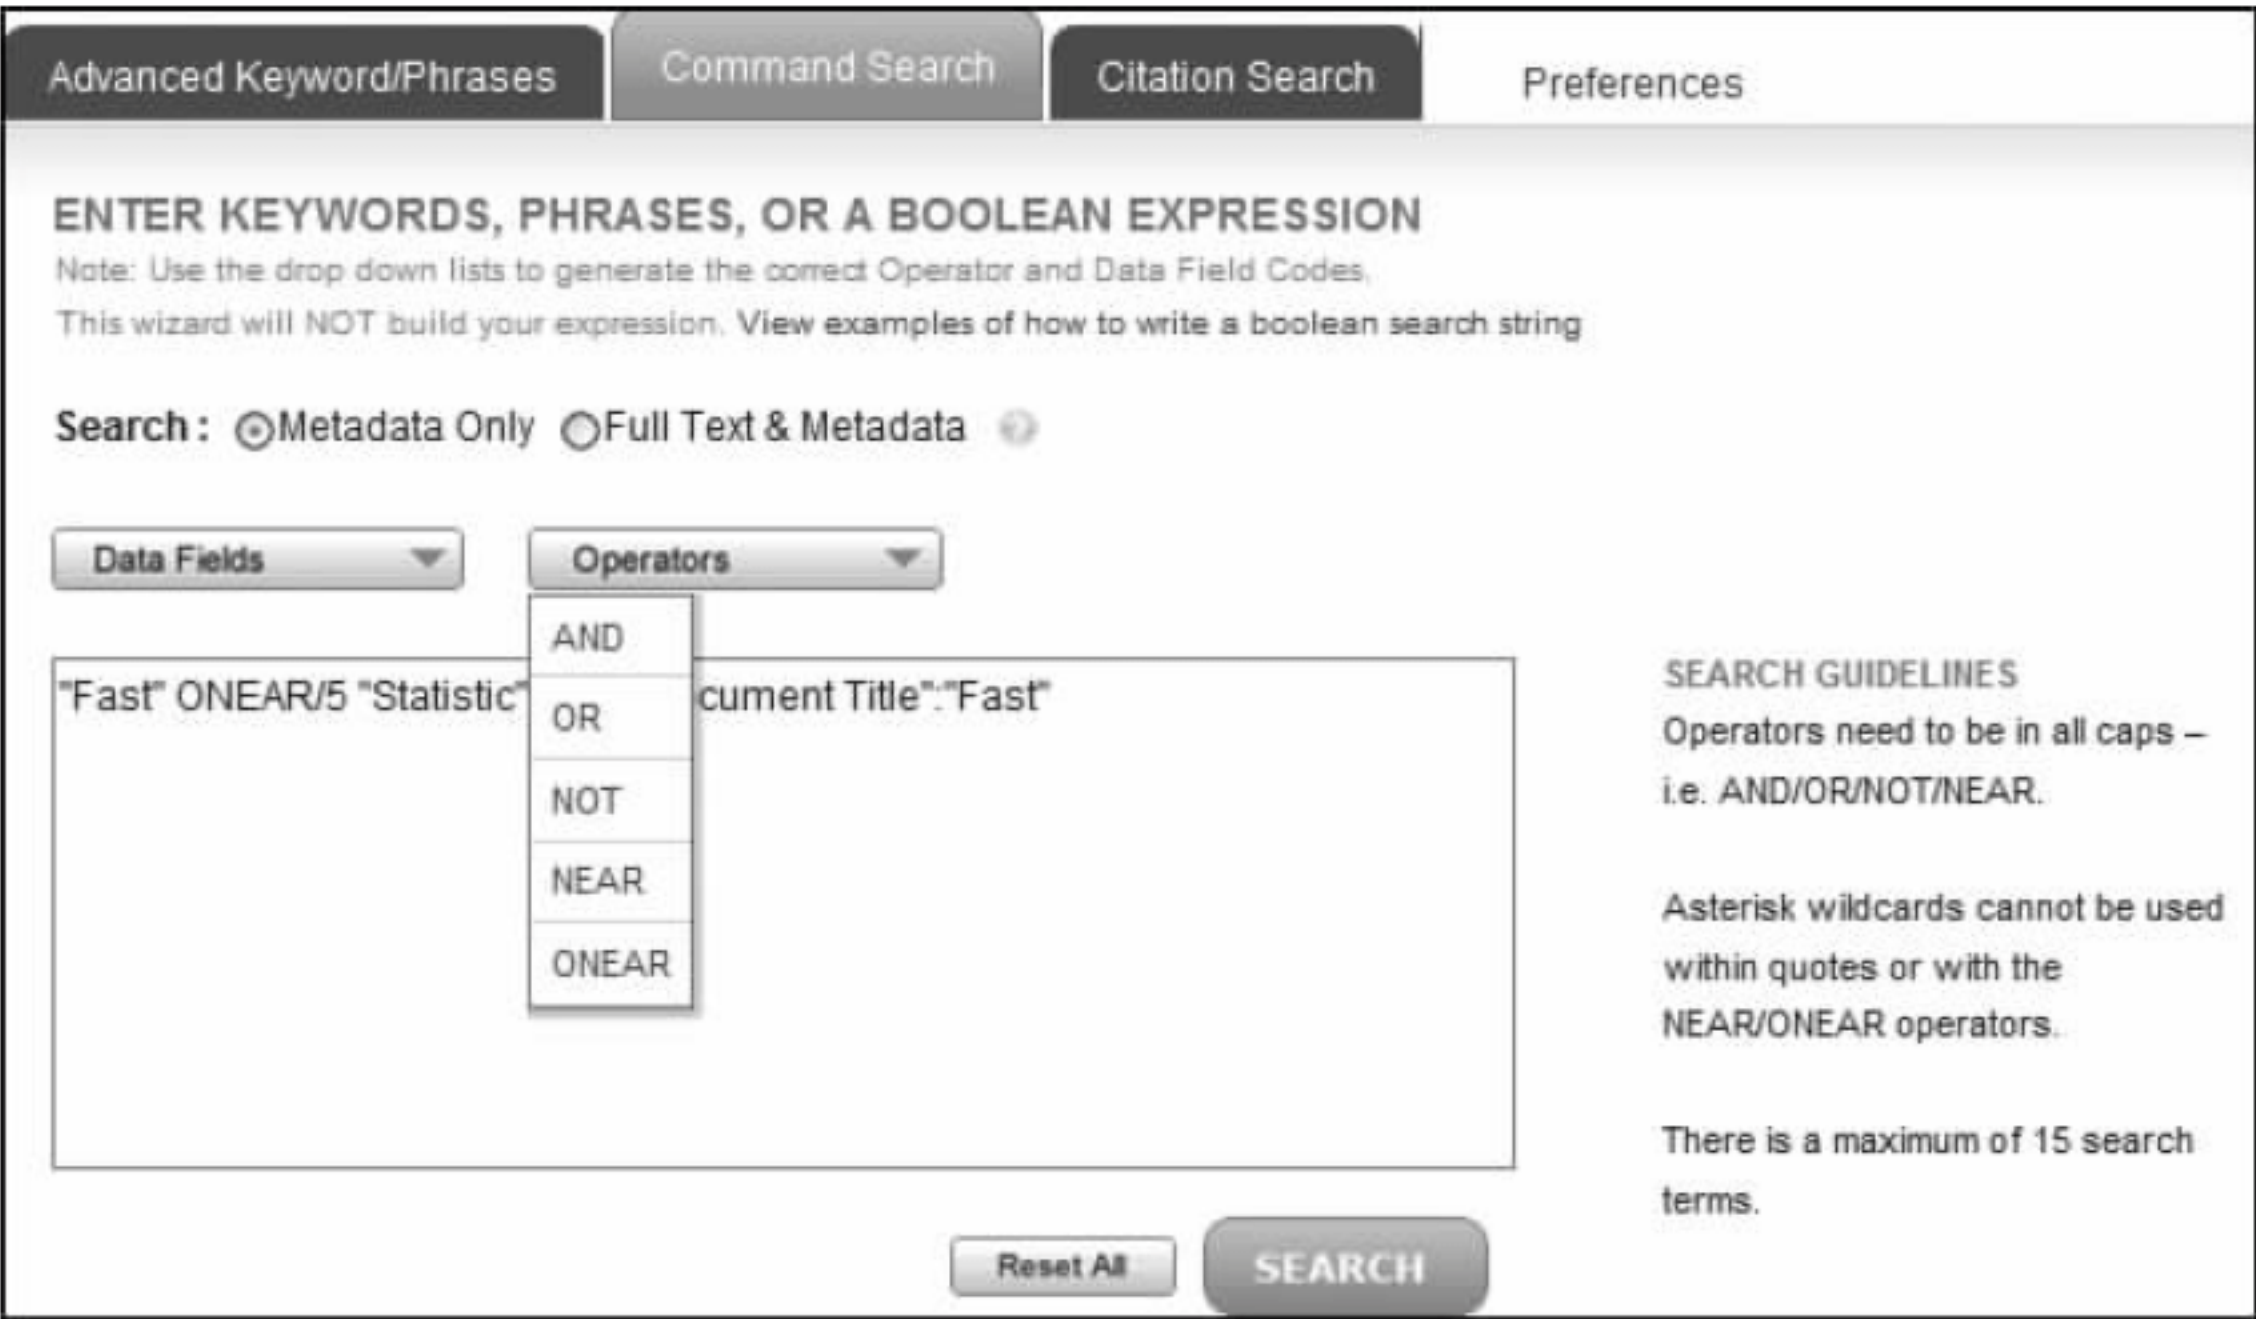 Advanced Keyword/Phrases
Command Search
Citation Search
Preferences
ENTER KEYWORDS, PHRASES, OR A BOOLEAN EXPRESSION
Note: Use the drop down lists to generate the correct Operator and Data Field Codes.
This wizard will NOT build your expression. View examples of how to write a boolean search string
Search : Metadata Only Full Text & Metadata
Data Fields
Operators
AND
OR
NOT
NEAR
ONEAR
"Fast" ONEAR/5 "Statistic" cument Title":"Fast"
SEARCH GUIDELINES
Operators need to be in all caps –
i.e. AND/OR/NOT/NEAR.
Asterisk wildcards cannot be used
within quotes or with the
NEAR/ONEAR operators.
There is a maximum of 15 search
terms.
Reset All
SEARCH